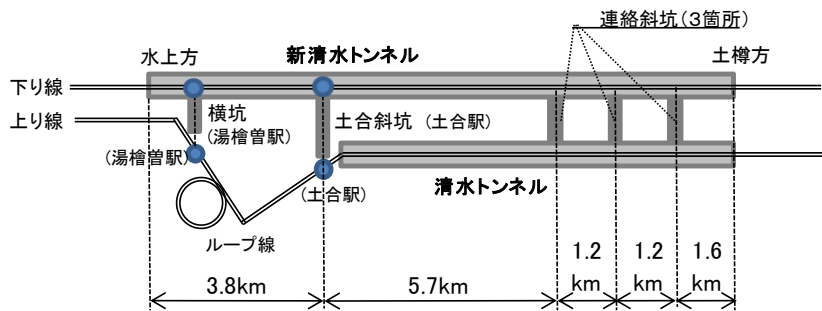 連絡斜坑(3箇所)
水上方
新清水トンネル
土樽方
下り線
上り線
横坑
(湯檜曽駅)
土合斜坑 (土合駅)
(湯檜曽駅)
(土合駅)
清水トンネル
ループ線
3.8km
5.7km
1.2
km
1.2
km
1.6
km